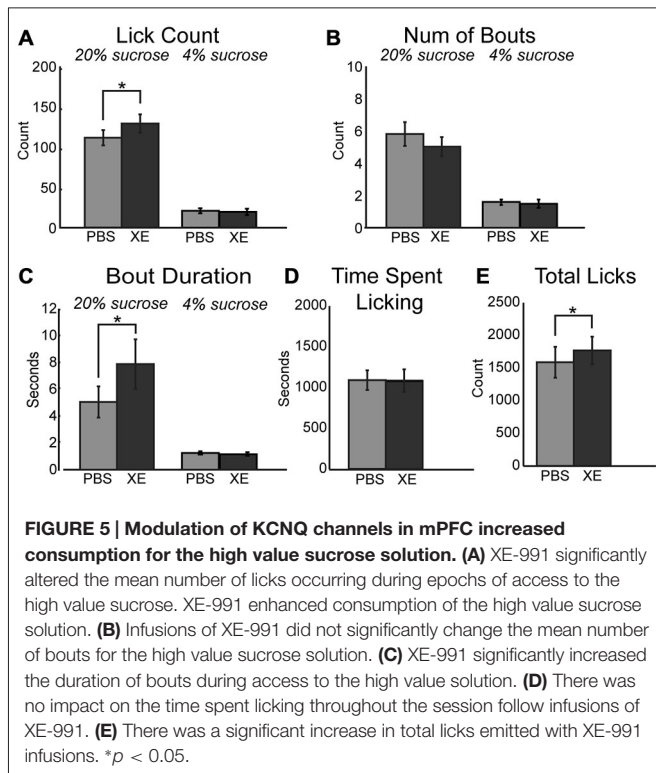 A
Lick Count
20% sucrose 4% sucrose
200
150
100
50
0
Count
*
PBS XE PBS XE
B
Num of Bouts
20% sucrose 4% sucrose
10
8
6
4
2
0
Count
PBS XE PBS XE
C
Bout Duration
20% sucrose 4% sucrose
12
10
8
6
4
2
0
Seconds
*
PBS XE PBS XE
D
Time Spent
Licking
2000
1500
1000
500
0
Seconds
PBS XE
E
Total Licks
2500
2000
1500
1000
500
0
Count
*
PBS XE
FIGURE 5 | Modulation of KCNQ channels in mPFC increased
consumption for the high value sucrose solution. (A) XE-991 significantly
altered the mean number of licks occurring during epochs of access to the
high value sucrose. XE-991 enhanced consumption of the high value sucrose
solution. (B) Infusions of XE-991 did not significantly change the mean number
of bouts for the high value sucrose solution. (C) XE-991 significantly increased
the duration of bouts during access to the high value solution. (D) There was
no impact on the time spent licking throughout the session follow infusions of
XE-991. (E) There was a significant increase in total licks emitted with XE-991
infusions. *p < 0.05.